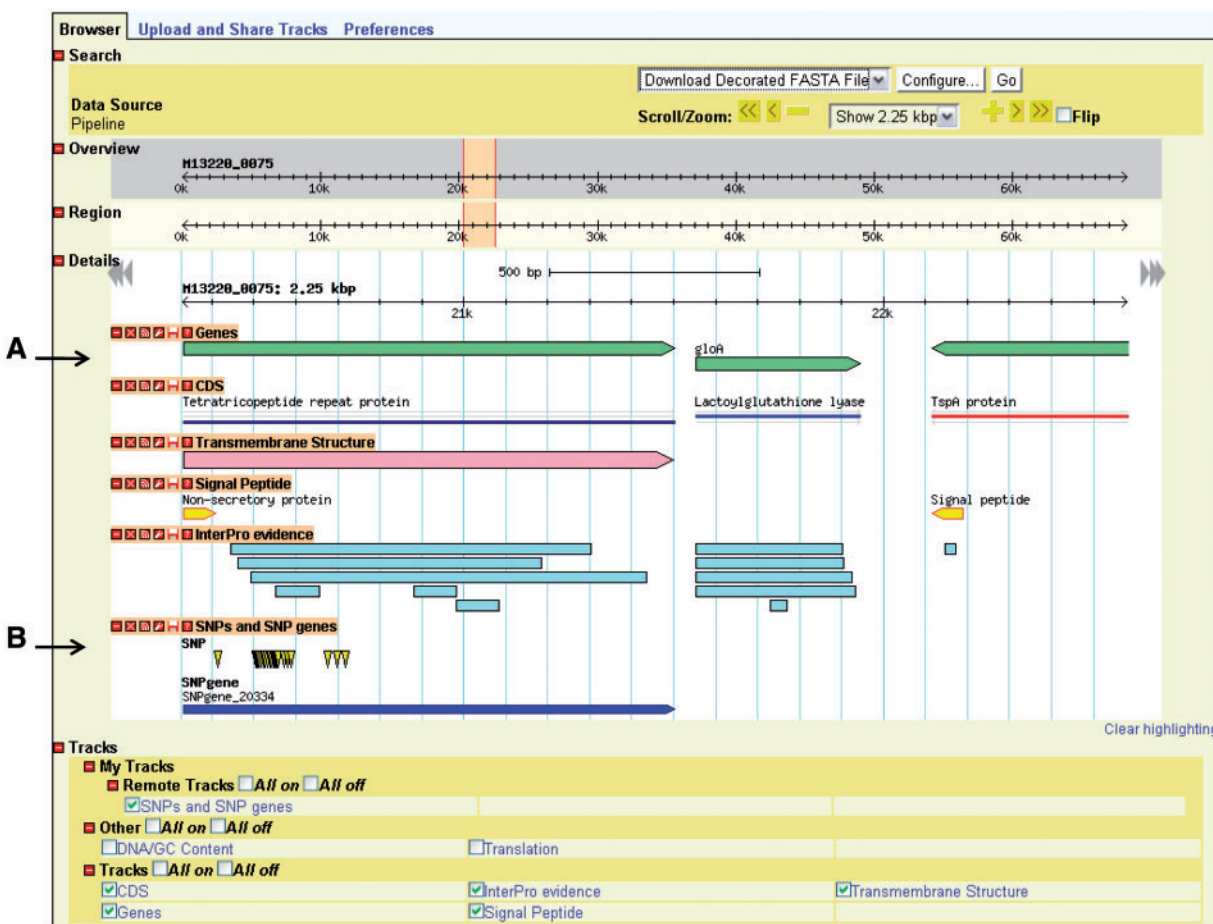 Browser Upload and Share Tracks Preferences
Search
Download Decorated FASTA File Configure... Go
Data Source
Pipeline
Scroll/Zoom: << < Show 2.25 kbp > >> Flip
Overview
M13220_0075
0k 10k 20k 30k 40k 50k 60k
Region
0k 10k 20k 30k 40k 50k 60k
Details
500 bp
M13220_0075: 2.25 kbp
21k 22k
A
Genes
gloA
CDS
Tetratricopeptide repeat protein Lactoylglutathione lyase TspA protein
Transmembrane Structure
Signal Peptide
Non-secretory protein Signal peptide
InterPro evidence
B
SNPs and SNP genes
SNP
SNPgene
SNPgene_20334
Clear highlighting
Tracks
My Tracks
Remote Tracks All on All off
SNPs and SNP genes
Other All on All off
DNA/GC Content Translation
Tracks All on All off
CDS InterPro evidence Transmembrane Structure
Genes Signal Peptide